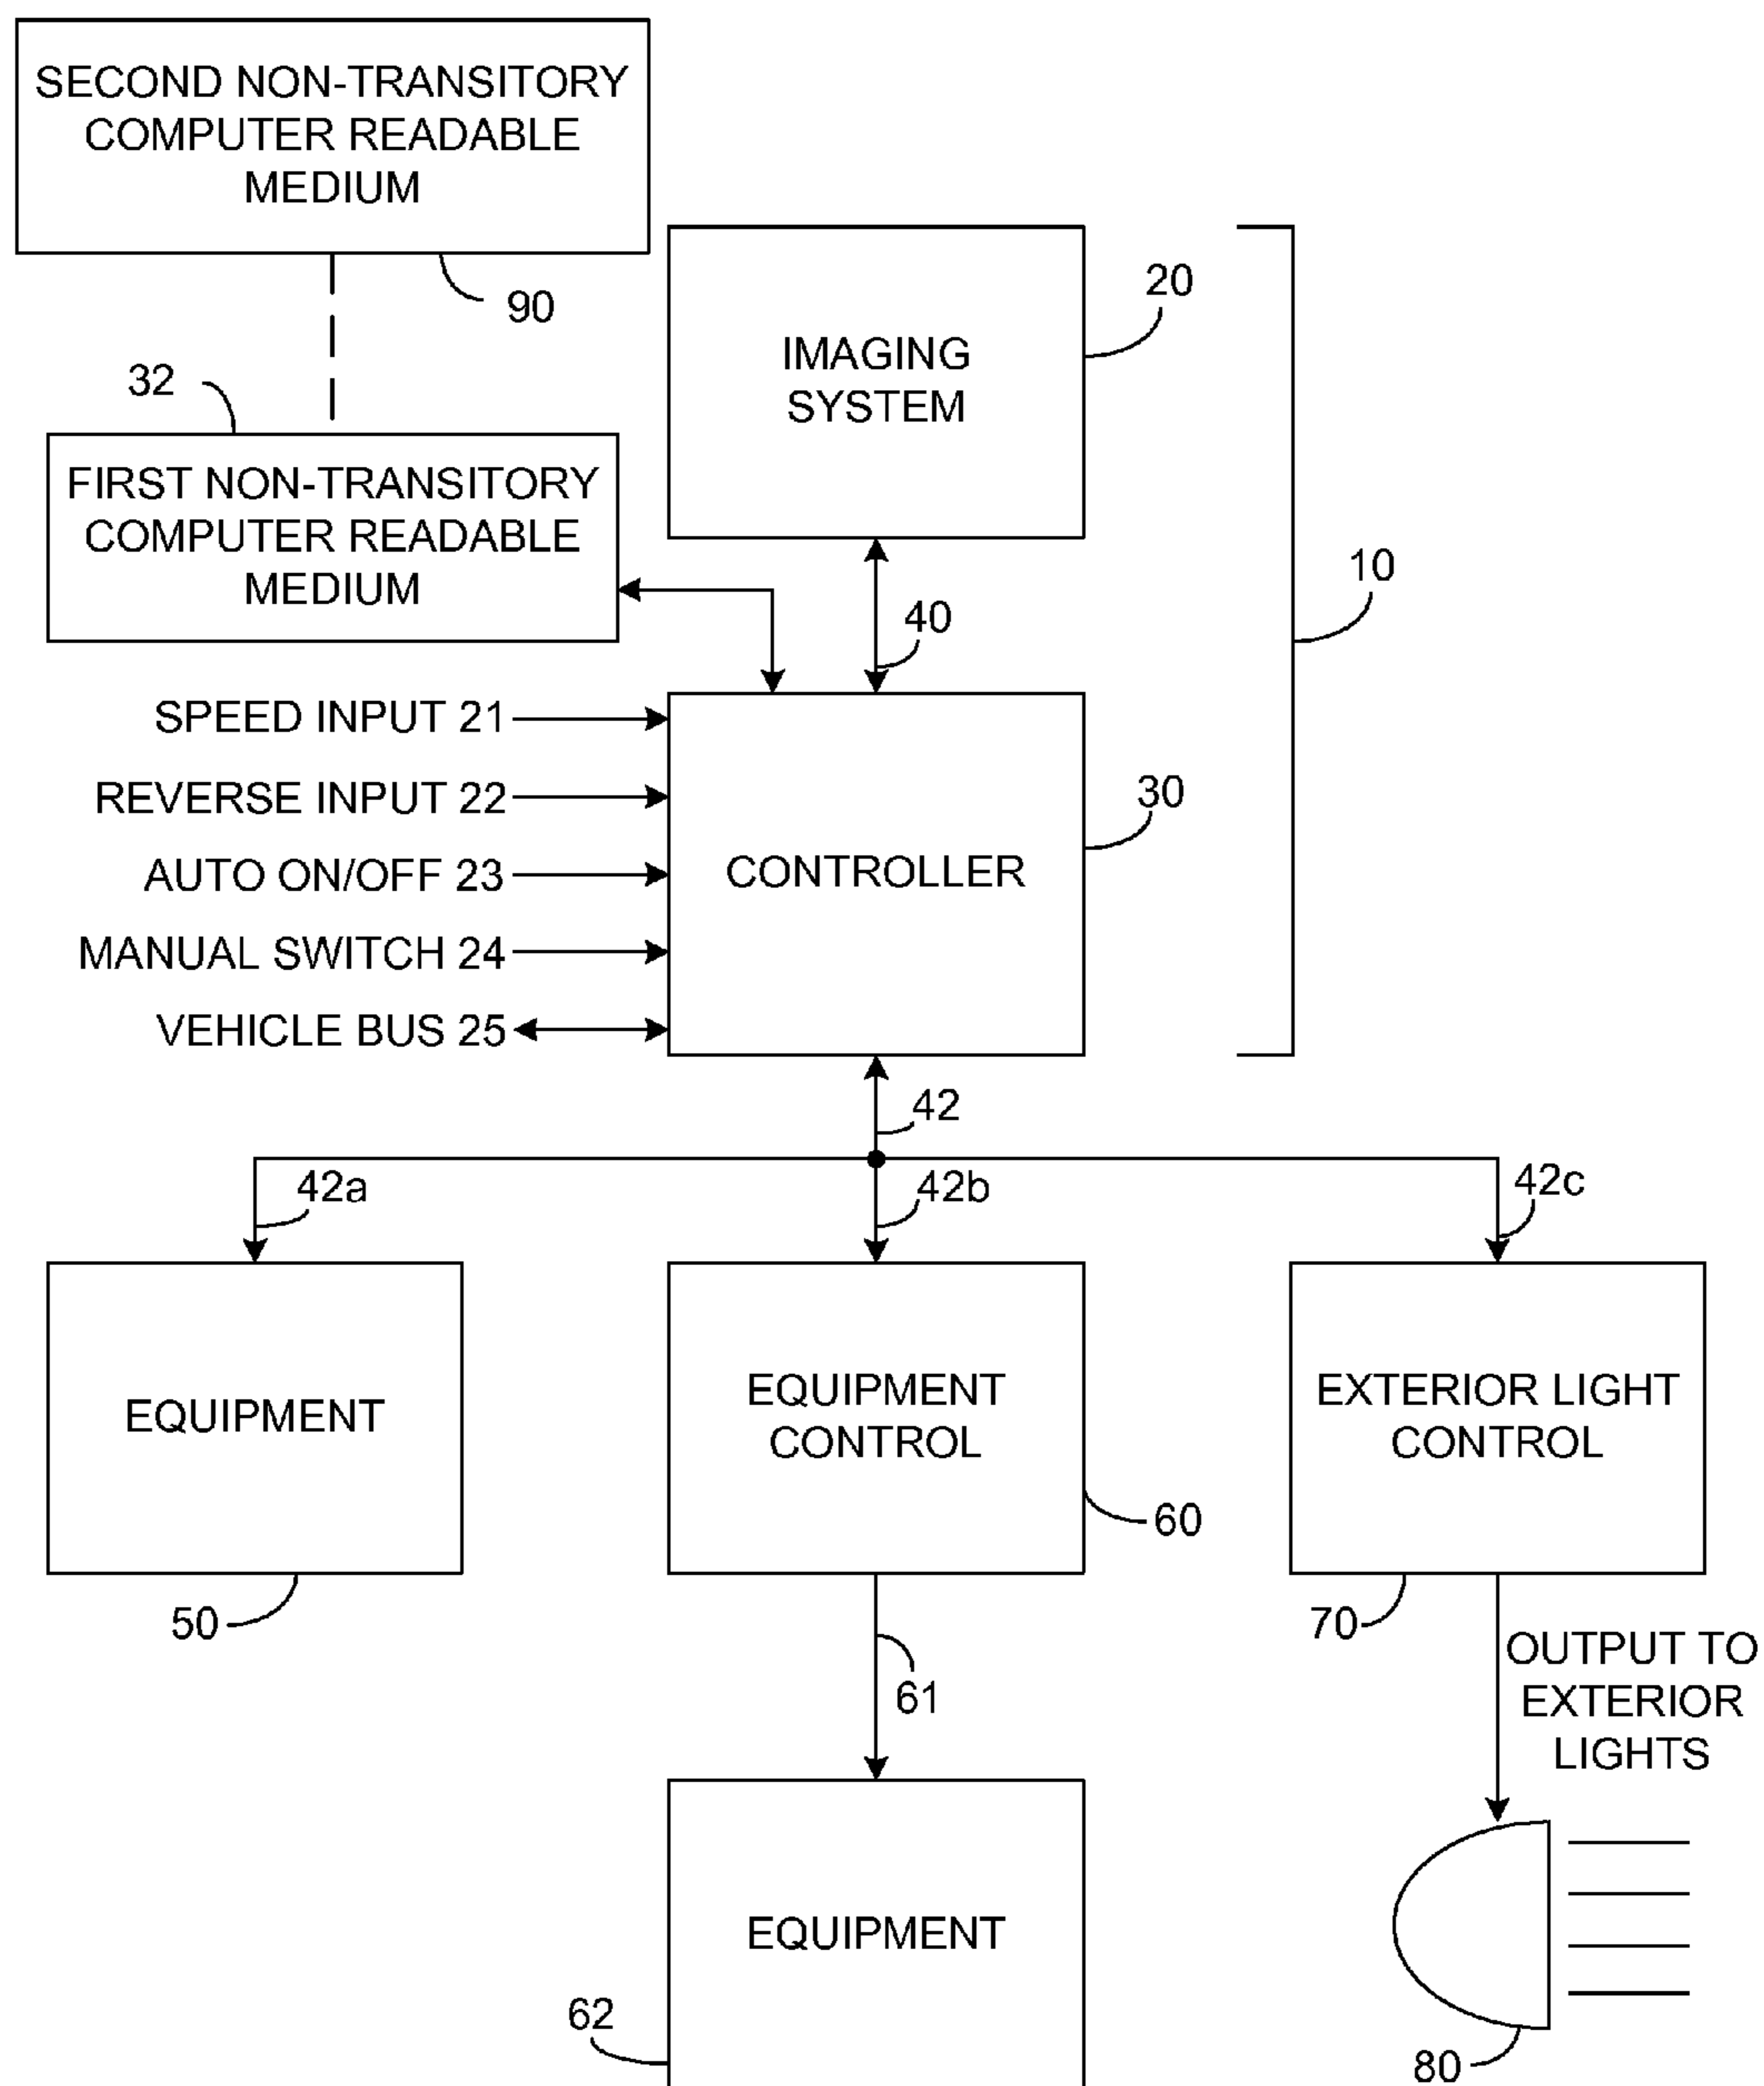 SECOND NON-TRANSITORY
COMPUTER READABLE
MEDIUM
90
20
IMAGING
SYSTEM
32
FIRST NON-TRANSITORY
COMPUTER READABLE
MEDIUM
10
40
SPEED INPUT 21
REVERSE INPUT 22
AUTO ON/OFF 23
MANUAL SWITCH 24
VEHICLE BUS 25
30
CONTROLLER
42
42a
42b
42c
EQUIPMENT
50
EQUIPMENT
CONTROL
60
EXTERIOR LIGHT
CONTROL
70
61
OUTPUT TO
EXTERIOR
LIGHTS
EQUIPMENT
62
80